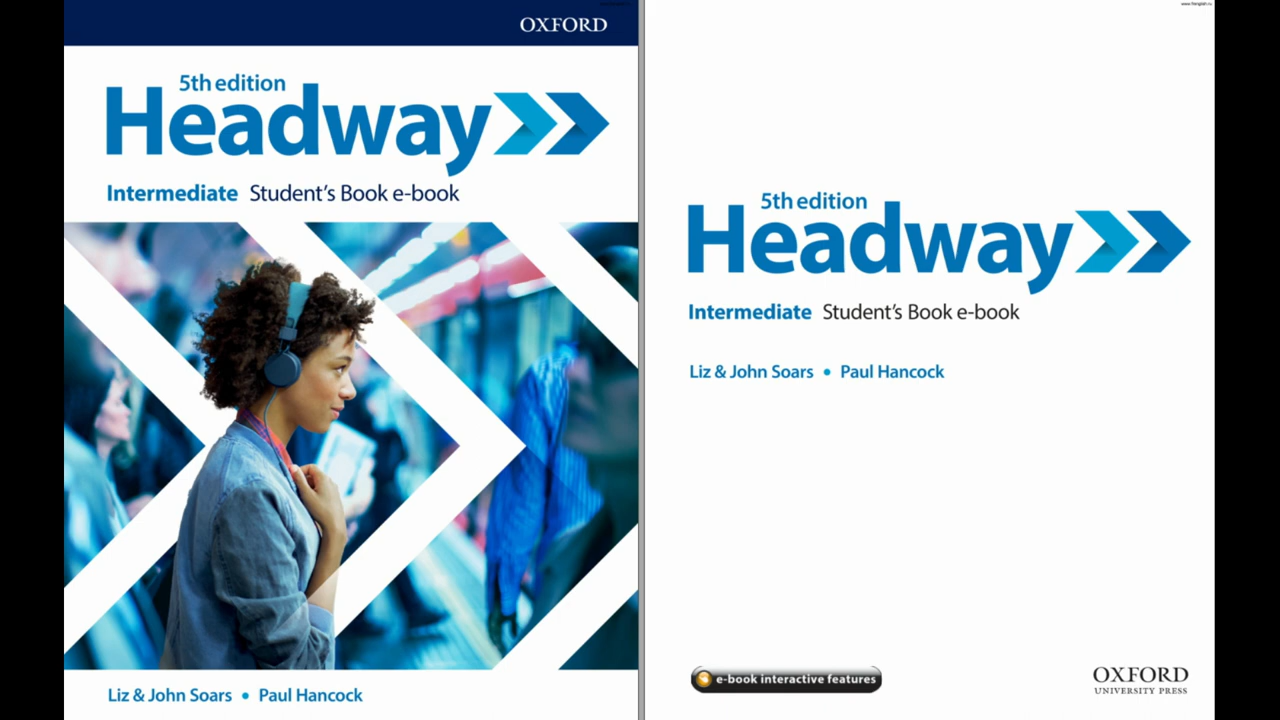 OXFORD
5th edition
Headway
Intermediate Student's Book e-book
Liz & John Soars • Paul Hancock
5th edition
Headway
Intermediate Student's Book e-book
Liz & John Soars • Paul Hancock
e-book interactive features
OXFORD
UNIVERSITY PRESS